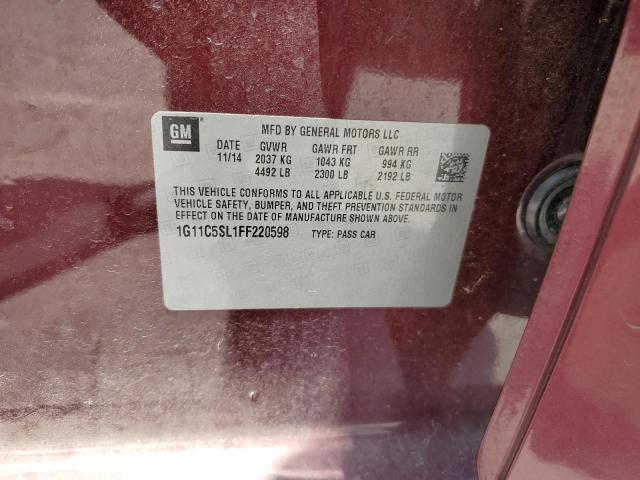 GM
MFD BY GENERAL MOTORS LLC
DATE GVWR GAWR FRT GAWR RR
11/14 2037 KG 1043 KG 994 KG
4492 LB 2300 LB 2192 LB
THIS VEHICLE CONFORMS TO ALL APPLICABLE U.S. FEDERAL MOTOR
VEHICLE SAFETY, BUMPER, AND THEFT PREVENTION STANDARDS IN
EFFECT ON THE DATE OF MANUFACTURE SHOWN ABOVE.
1G11C5SL1FF220598 TYPE: PASS CAR